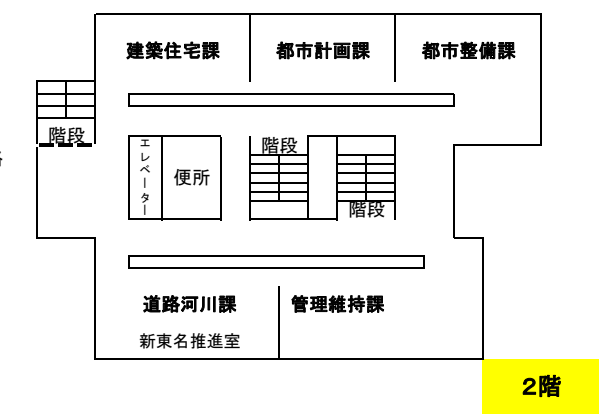 建築住宅課
都市計画課
都市整備課
階段
エレベーター
便所
階段
階段
道路河川課
管理維持課
新東名推進室
2階